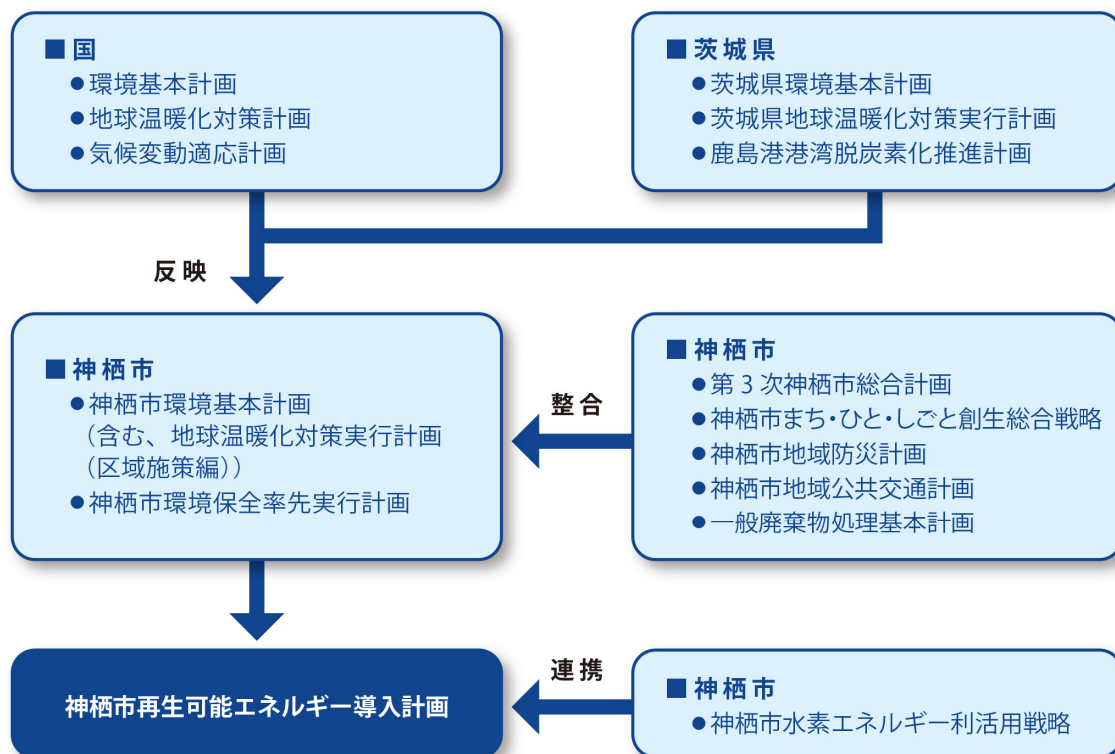 ■国
●環境基本計画
●地球温暖化対策計画
●気候変動適応計画
■茨城県
●茨城県環境基本計画
●茨城県地球温暖化対策実行計画
●鹿島港港湾脱炭素化推進計画
反映
■神栖市
●神栖市環境基本計画
（含む、地球温暖化対策実行計画
（区域施策編））
●神栖市環境保全率先実行計画
整合
■神栖市
●第3次神栖市総合計画
●神栖市まち・ひと・しごと創生総合戦略
●神栖市地域防災計画
●神栖市地域公共交通計画
●一般廃棄物処理基本計画
神栖市再生可能エネルギー導入計画
連携
■神栖市
●神栖市水素エネルギー利活用戦略